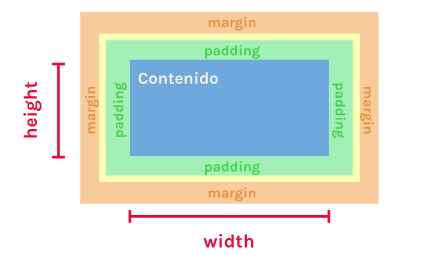 margin
padding
Contenido
height
margin
padding
padding
margin
padding
margin
width